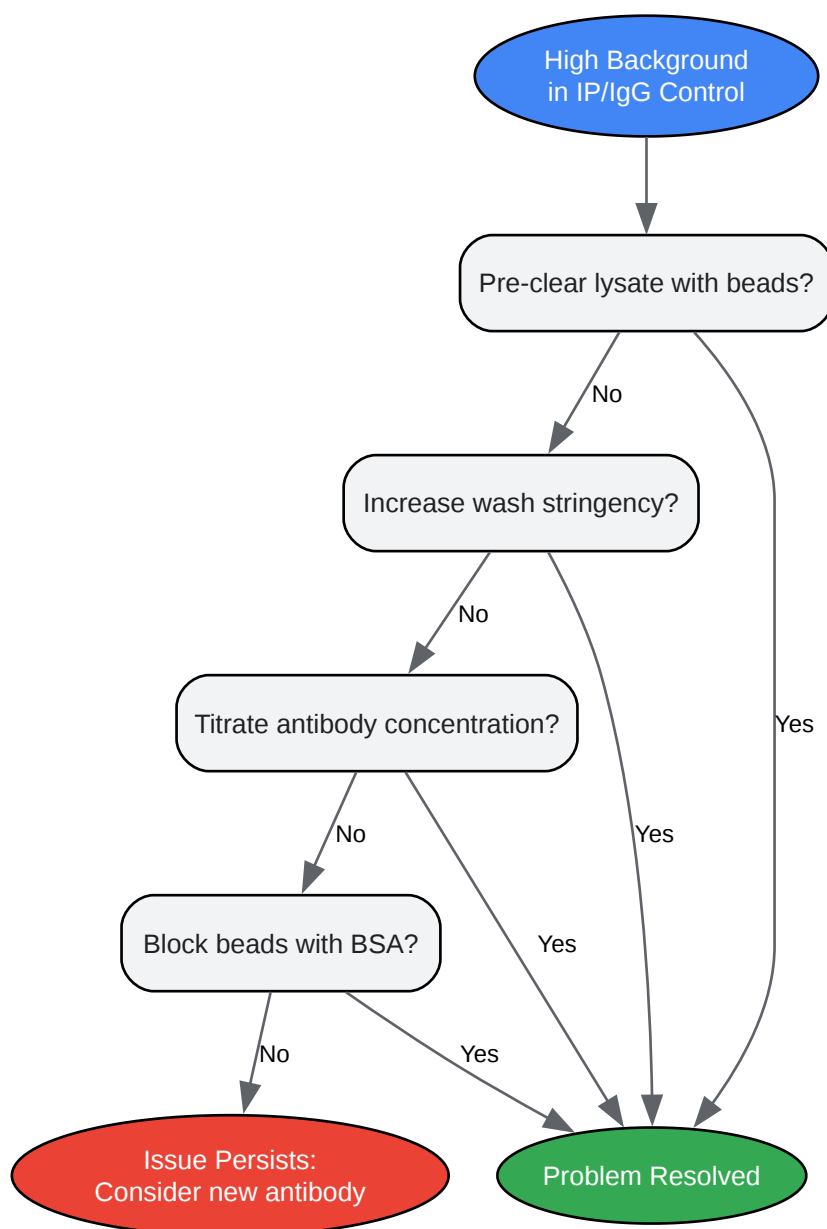 High Background
in IP/IgG Control
Pre-clear lysate with beads?
No
Increase wash stringency?
No
Yes
Titrate antibody concentration?
Yes
No
Block beads with BSA?
Yes
No
Yes
Issue Persists:
Consider new antibody
Problem Resolved